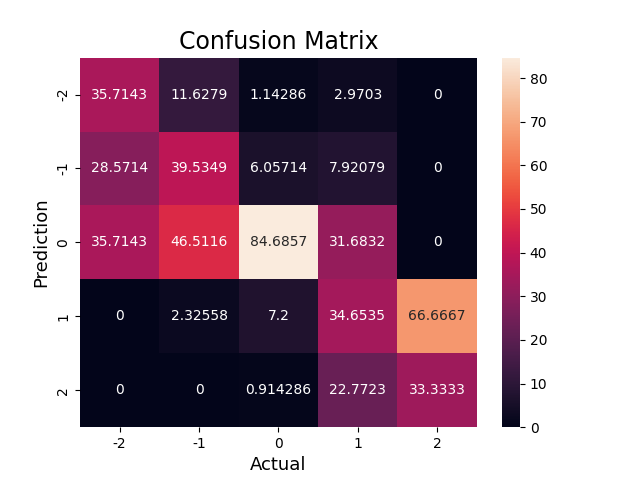 Confusion Matrix
Prediction
-2 35.7143 11.6279 1.14286 2.9703 0
-1 28.5714 39.5349 6.05714 7.92079 0
0 35.7143 46.5116 84.6857 31.6832 0
1 0 2.32558 7.2 34.6535 66.6667
2 0 0 0.914286 22.7723 33.3333
-2 -1 0 1 2
Actual
80
70
60
50
40
30
20
10
0